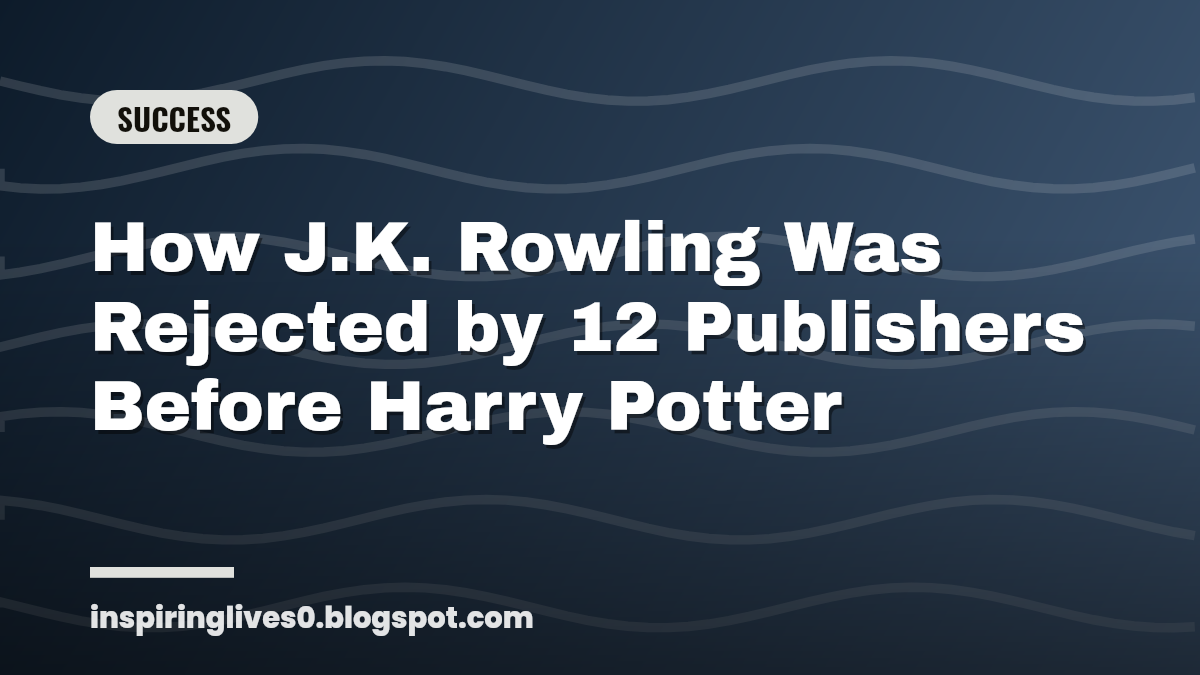 SUCCESS
How J.K. Rowling Was
Rejected by 12 Publishers
Before Harry Potter
inspiringlives0.blogspot.com